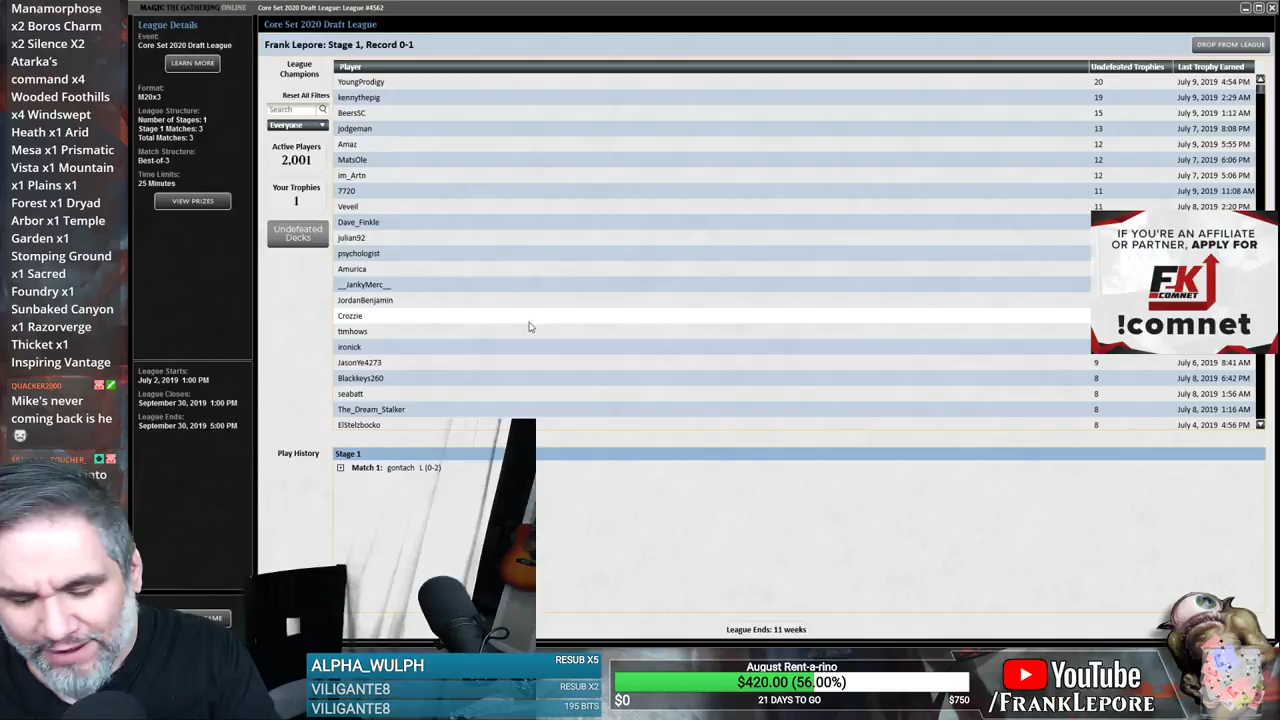 Manamorphose
x2 Boros Charm
x2 Silence X2
Atarka's
command x4
Wooded Foothills
x4 Windswept
Heath x1 Arid
Mesa x1 Prismatic
Vista x1 Mountain
x1 Plains x1
Forest x1 Dryad
Arbor x1 Temple
Garden x1
Stomping Ground
x1 Sacred
Foundry x1
Sunbaked Canyon
x1 Razorverge
Thicket x1
Inspiring Vantage
QUACKER2000
Mike's never
coming back is he
MAGIC THE GATHERING ONLINE
Core Set 2020 Draft League: League #4562
League Details
Event:
Core Set 2020 Draft League
LEARN MORE
Format:
M20x3
League Structure:
Number of Stages: 1
Stage 1 Matches: 3
Total Matches: 3
Match Structure:
Best-of-3
Time Limits:
25 Minutes
VIEW PRIZES
League Starts:
July 2, 2019 1:00 PM
League Closes:
September 30, 2019 1:00 PM
League Ends:
September 30, 2019 5:00 PM
Core Set 2020 Draft League
Frank Lepore: Stage 1, Record 0-1
DROP FROM LEAGUE
League
Champions
Reset All Filters
Search
Everyone
Active Players
2,001
Your Trophies
1
Undefeated
Decks
Player Undefeated Trophies Last Trophy Earned
YoungProdigy 20 July 9, 2019 4:54 PM
kennythepig 19 July 9, 2019 2:29 AM
BeersSC 15 July 9, 2019 1:12 AM
jodgeman 13 July 7, 2019 8:08 PM
Amaz 12 July 9, 2019 5:55 PM
MatsOle 12 July 7, 2019 6:06 PM
im_Artn 12 July 7, 2019 5:06 PM
7720 11 July 9, 2019 11:08 AM
Veveil 11 July 8, 2019 2:20 PM
Dave_Finkle
julian92
psychologist
Amurica
__JankyMerc__
JordanBenjamin
Crozzie
timhows
ironick
JasonYe4273 9 July 6, 2019 8:41 AM
Blackkeys260 8 July 8, 2019 6:42 PM
seabatt 8 July 8, 2019 1:56 AM
The_Dream_Stalker 8 July 8, 2019 1:16 AM
ElStelzbocko 8 July 4, 2019 4:56 PM
IF YOU'RE AN AFFILIATE
OR PARTNER, APPLY FOR
COMNET
!comnet
Play History
Stage 1
Match 1: gontach L (0-2)
League Ends: 11 weeks
ALPHA_WULPH RESUB X5
VILIGANTE8 RESUB X2
VILIGANTE8 195 BITS
August Rent-a-rino
$420.00 (56.00%)
$0 21 DAYS TO GO $750
YouTube
/FRANKLEPORE